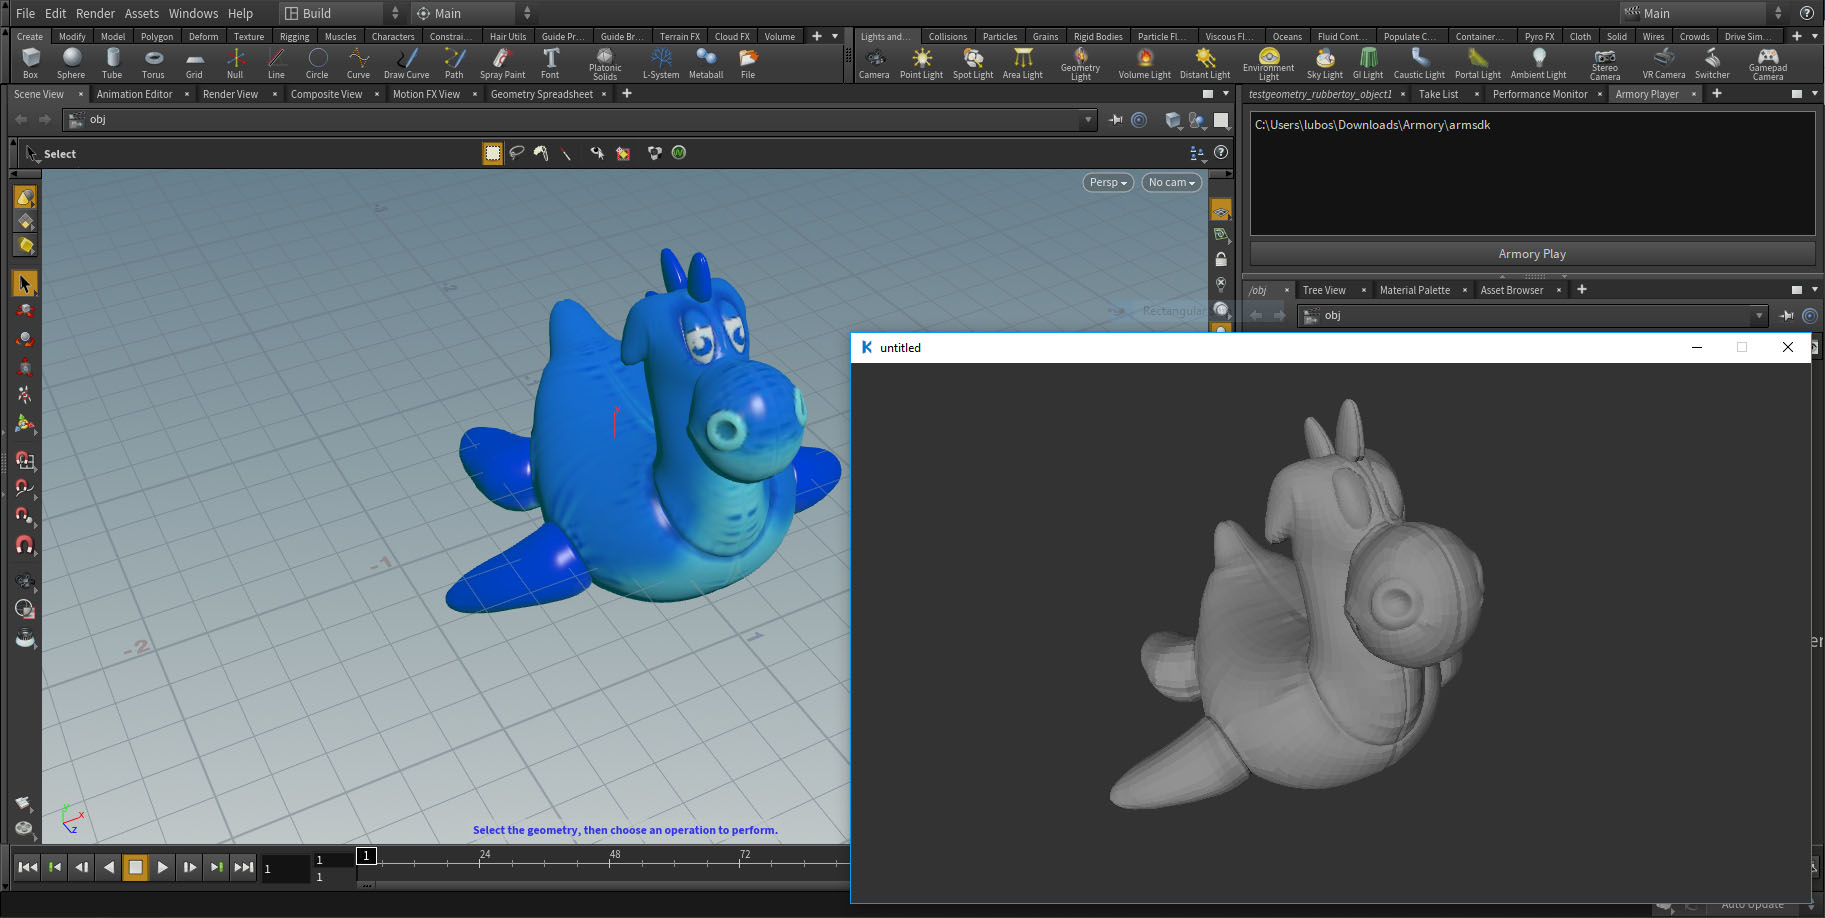 File Edit Render Assets Windows Help Build Main Main
Create Modify Model Polygon Deform Texture Rigging Muscles Characters Constrai... Hair Utils Guide Pr... Guide Br... Terrain FX Cloud FX Volume
Lights and... Collisions Particles Grains Rigid Bodies Particle Fl... Viscous Fl... Oceans Fluid Cont... Populate C... Container... Pyro FX Cloth Solid Wires Crowds Drive Sim...
Box Sphere Tube Torus Grid Null Line Circle Curve Draw Curve Path Spray Paint Font Platonic Solids L-System Metaball File
Camera Point Light Spot Light Area Light Geometry Light Volume Light Distant Light Environment Light Sky Light GI Light Caustic Light Portal Light Ambient Light Stereo Camera VR Camera Switcher Gamepad Camera
Scene View Animation Editor Render View Composite View Motion FX View Geometry Spreadsheet
testgeometry_rubbertoy_object1 Take List Performance Monitor Armory Player
obj
C:\Users\lubos\Downloads\Armory\armsdk
Select
Persp No cam
Armory Play
/obj Tree View Material Palette Asset Browser
Rectangular
obj
untitled
-2
-1
1
y
x
z
Select the geometry, then choose an operation to perform.
1 1 1 1 24 48 72
Auto Update